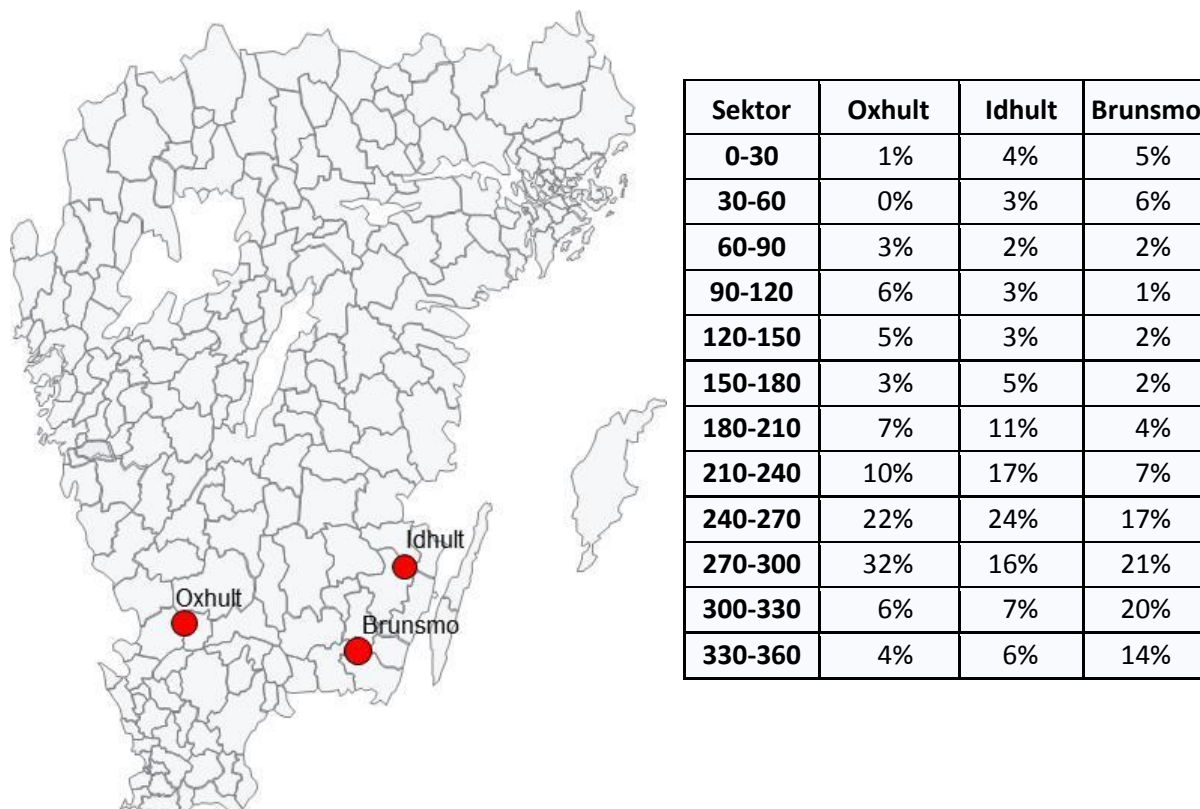 Idhult
Oxhult
Brunsmo
Sektor Oxhult Idhult Brunsmo
0-30 1% 4% 5%
30-60 0% 3% 6%
60-90 3% 2% 2%
90-120 6% 3% 1%
120-150 5% 3% 2%
150-180 3% 5% 2%
180-210 7% 11% 4%
210-240 10% 17% 7%
240-270 22% 24% 17%
270-300 32% 16% 21%
300-330 6% 7% 20%
330-360 4% 6% 14%